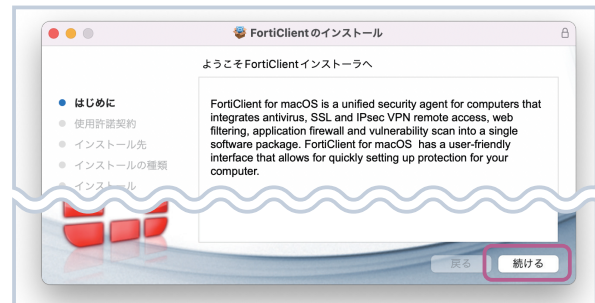 FortiClientのインストール
ようこそFortiClientインストーラへ
はじめに
使用許諾契約
インストール先
インストールの種類
インストール
FortiClient for macOS is a unified security agent for computers that
integrates antivirus, SSL and IPsec VPN remote access, web
filtering, application firewall and vulnerability scan into a single
software package. FortiClient for macOS  has a user-friendly
interface that allows for quickly setting up protection for your
computer.
戻る
続ける